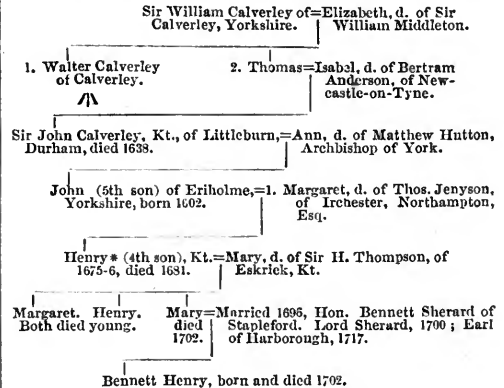 Sir William Calverley of=Elizabeth, d. of Sir
Calverley, Yorkshire. William Middleton.
1. Walter Calverley 2. Thomas=Isabel, d. of Bertram
of Calverley. Anderson, of New-
castle-on-Tyne.
Sir John Calverley, Kt., of Littleburn,=Ann, d. of Matthew Hutton,
Durham, died 1638. Archbishop of York.
John (5th son) of Eriholme,=1. Margaret, d. of Thos. Jenyson,
Yorkshire, born 1602. of Irchester, Northampton,
Esq.
Henry* (4th son), Kt.=Mary, d. of Sir H. Thompson, of
1675-6, died 1681. Eskrick, Kt.
Margaret. Henry. Mary=Married 1696, Hon. Bennett Sherard of
Both died young. died Stapleford. Lord Sherard, 1700; Earl
1702. of Harborough, 1717.
Bennett Henry, born and died 1702.